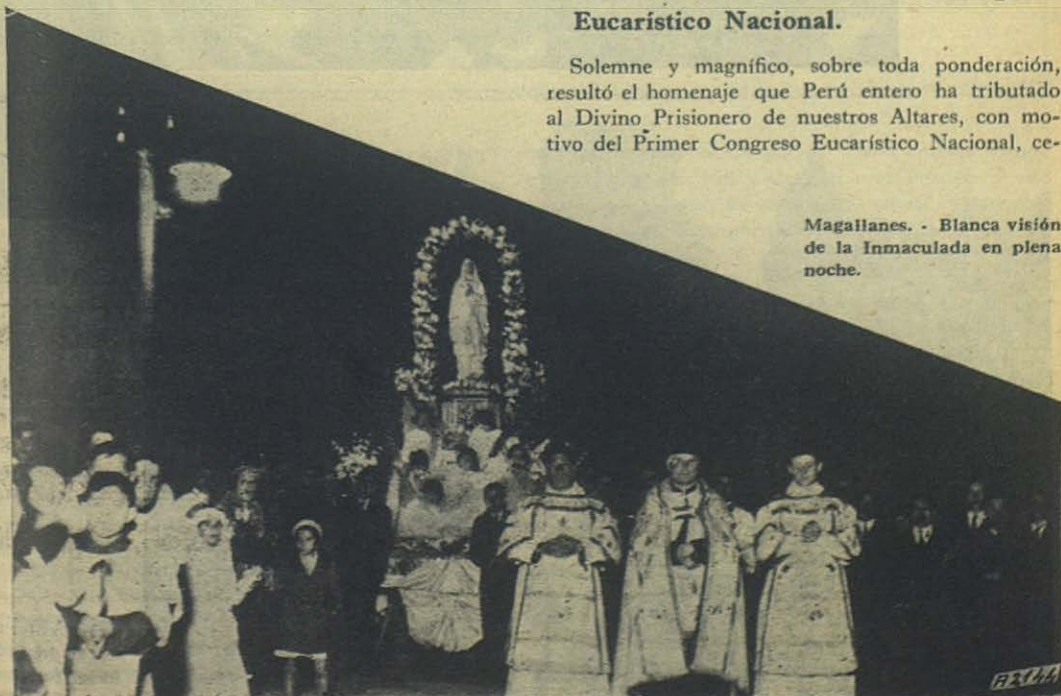 Eucarístico Nacional.
Solemne y magnífico, sobre toda ponderación,
resultó el homenaje que Perú entero ha tributado
al Divino Prisionero de nuestros Altares, con mo-
tivo del Primer Congreso Eucarístico Nacional, ce-
Magallanes. - Blanca visión
de la Inmaculada en plena
noche.